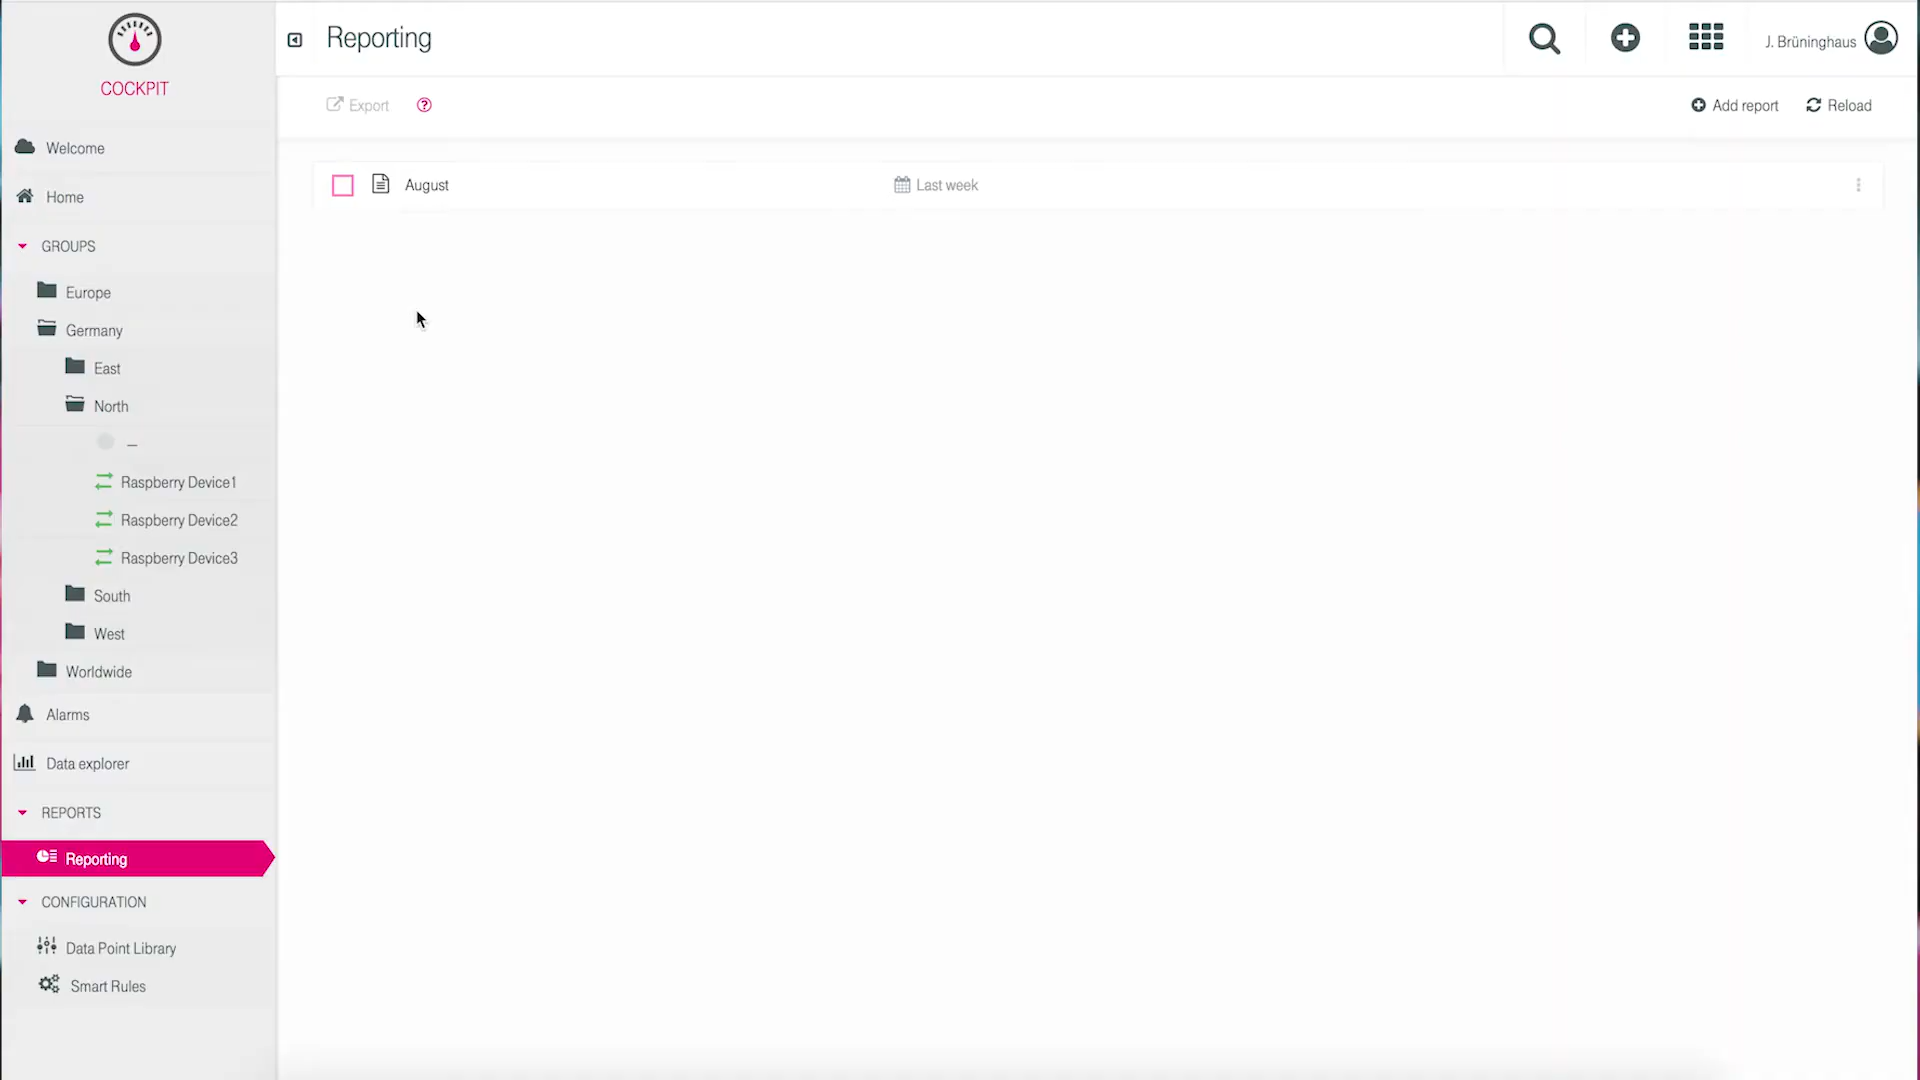 COCKPIT
Welcome
Home
GROUPS
Europe
Germany
East
North
–
Raspberry Device1
Raspberry Device2
Raspberry Device3
South
West
Worldwide
Alarms
Data explorer
REPORTS
Reporting
CONFIGURATION
Data Point Library
Smart Rules
Reporting
J. Brüninghaus
Export
Add report
Reload
August
Last week